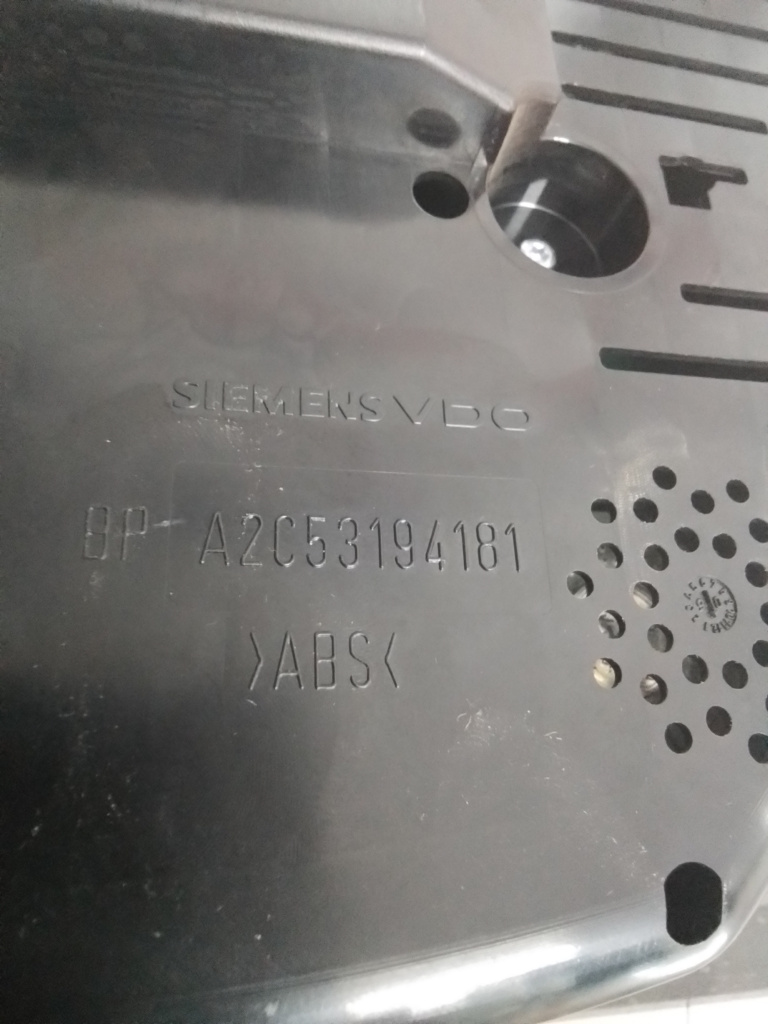 SIEMENS VDO
BP A2C53194181
>ABS<